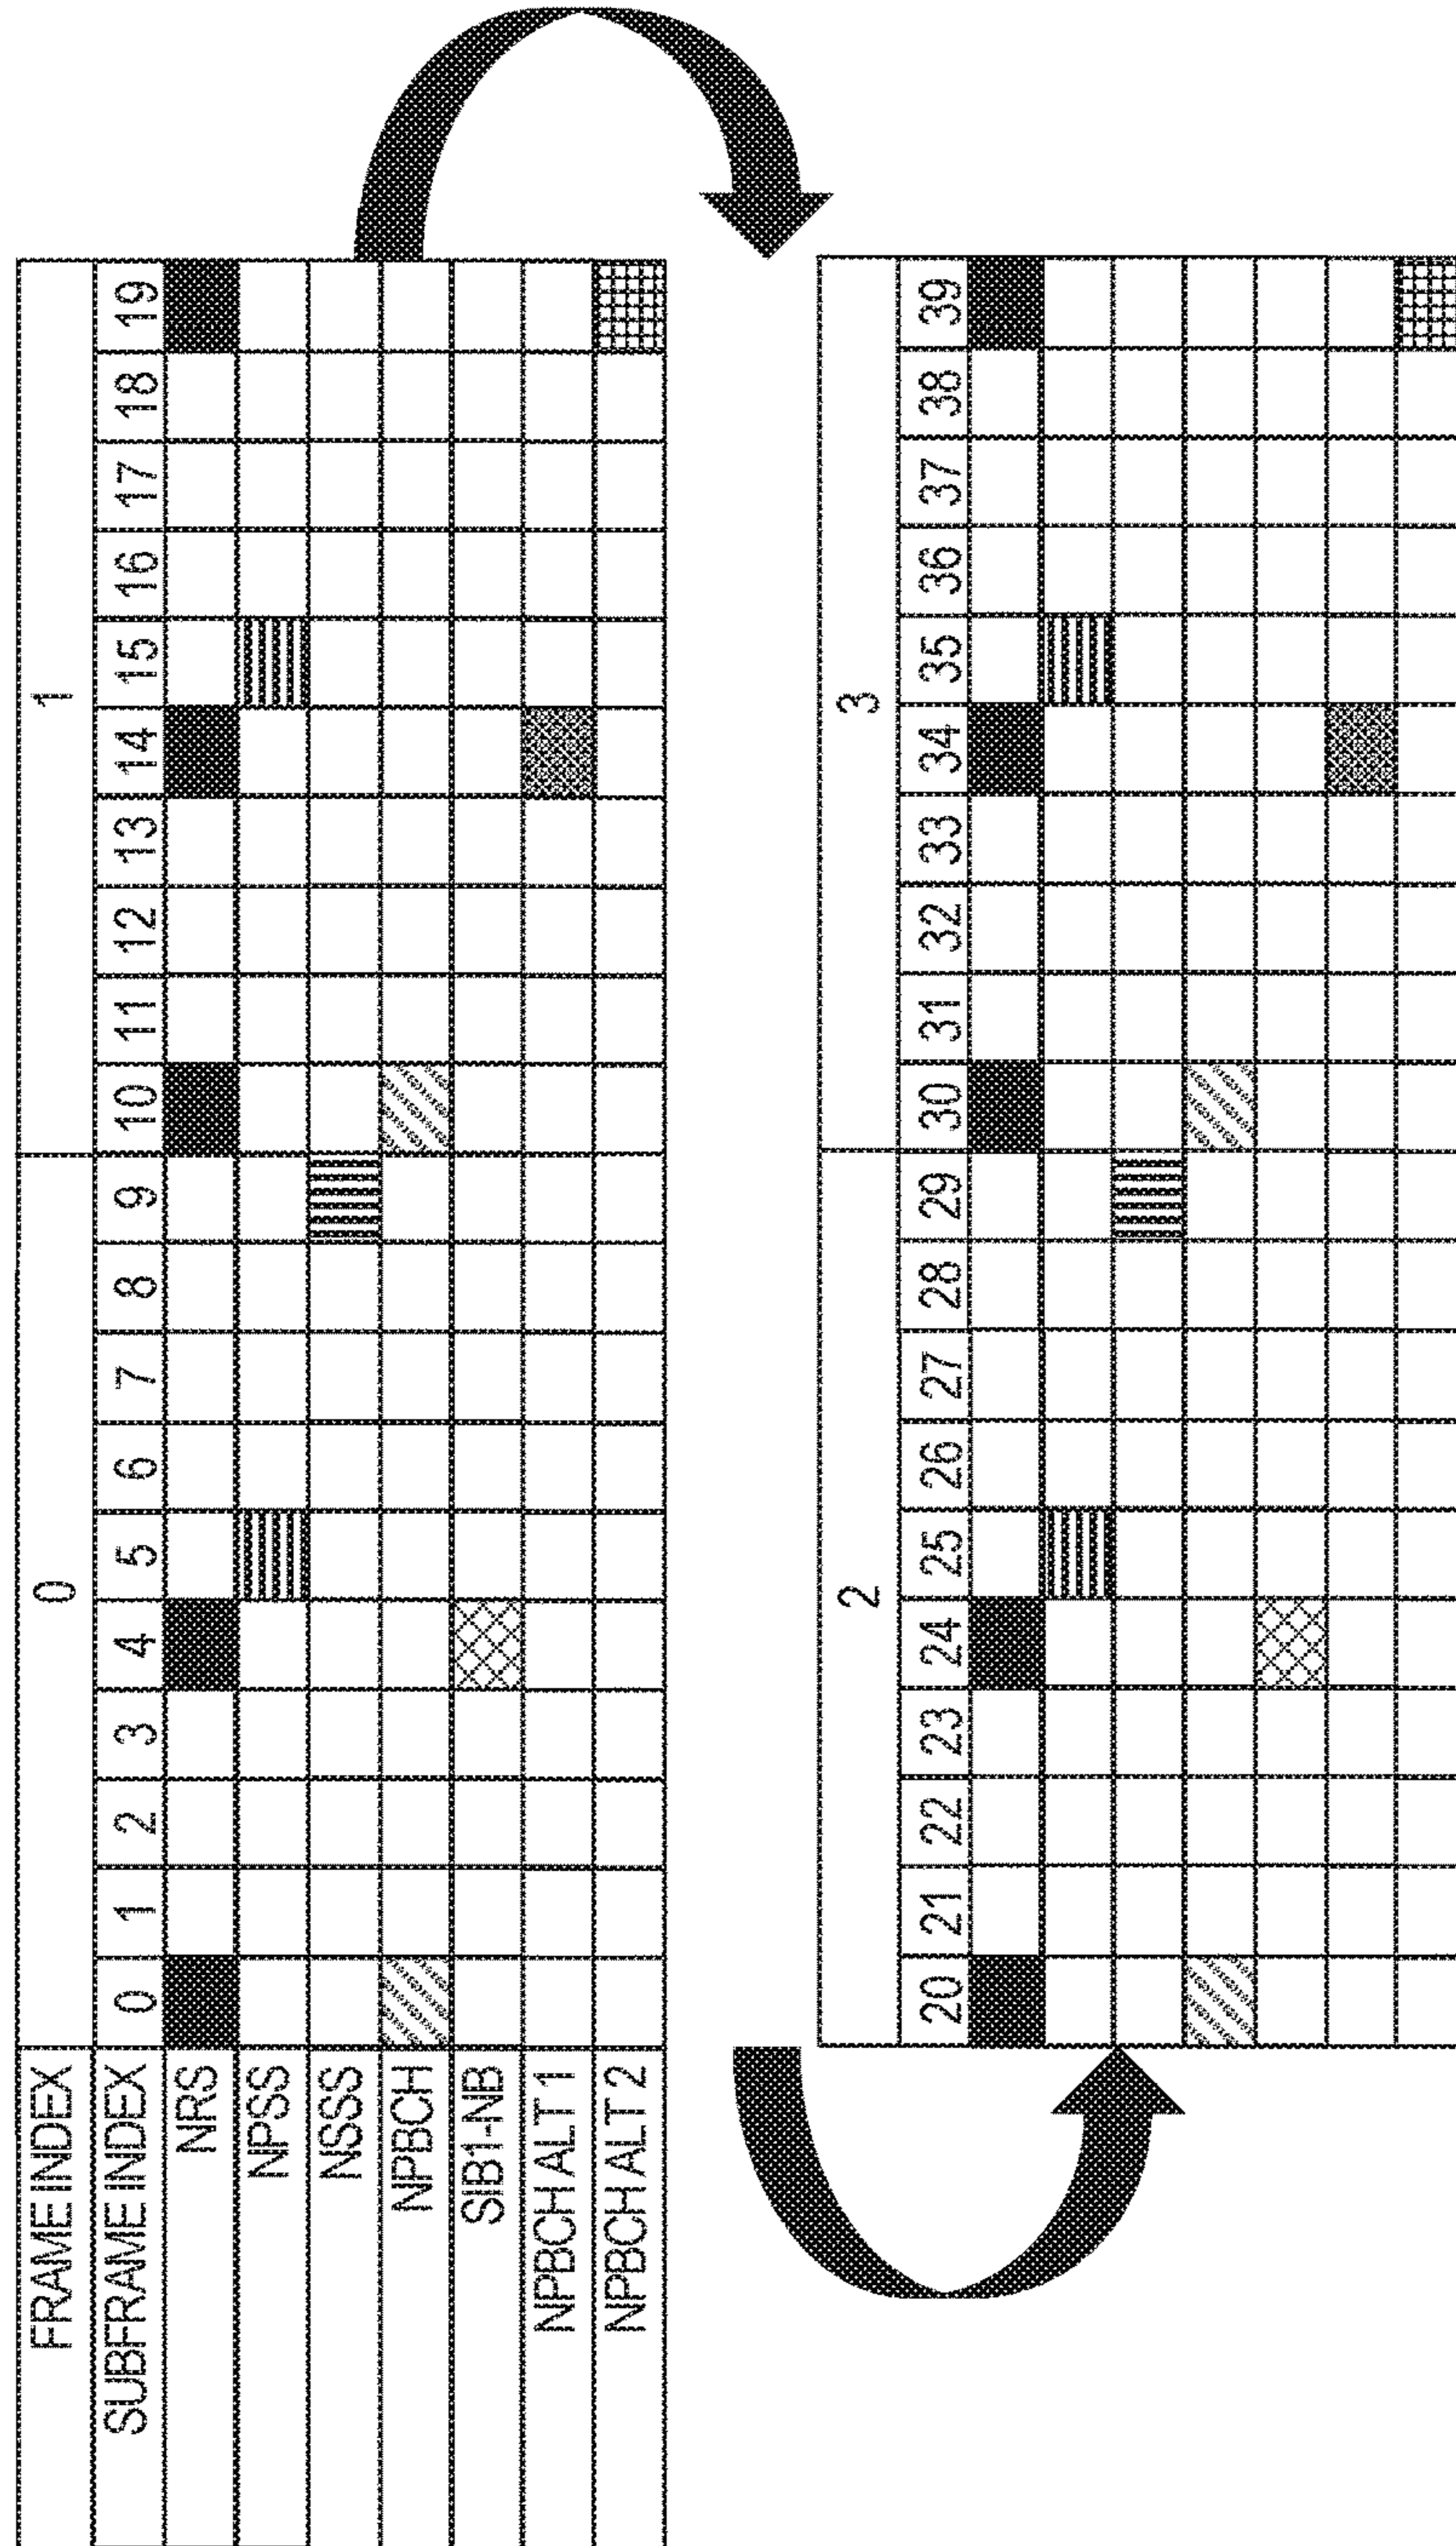 FRAME INDEX 0 1
SUBFRAME INDEX 0 1 2 3 4 5 6 7 8 9 10 11 12 13 14 15 16 17 18 19
NRS
NPSS
NSSS
NPBCH
SIB1-NB
NPBCH ALT 1
NPBCH ALT 2
2 3
20 21 22 23 24 25 26 27 28 29 30 31 32 33 34 35 36 37 38 39